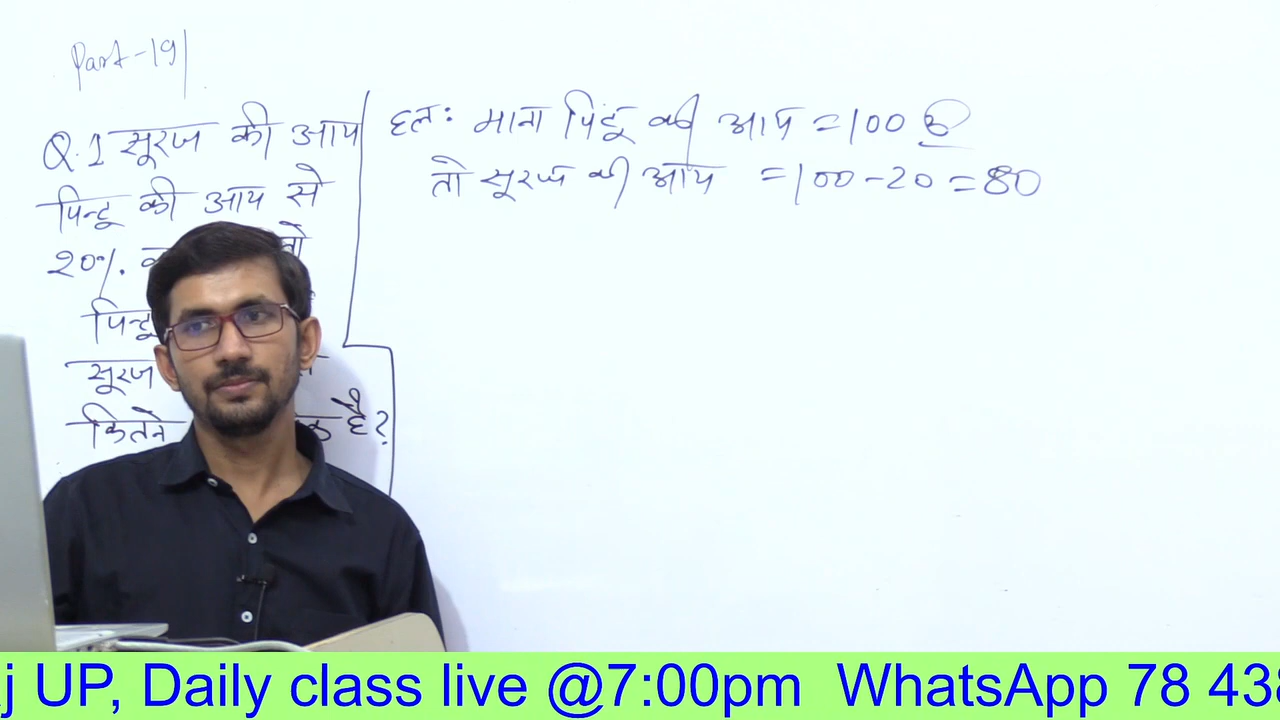 Part-19
Q.1 सूरज की आय
पिन्टू की आय से
20%
पिन्टू
सूरज
कितने है?
हल: माना पिंटू की आय =100 रु
तो सूरज की आय =100-20=80
j UP, Daily class live @7:00pm WhatsApp 78 438